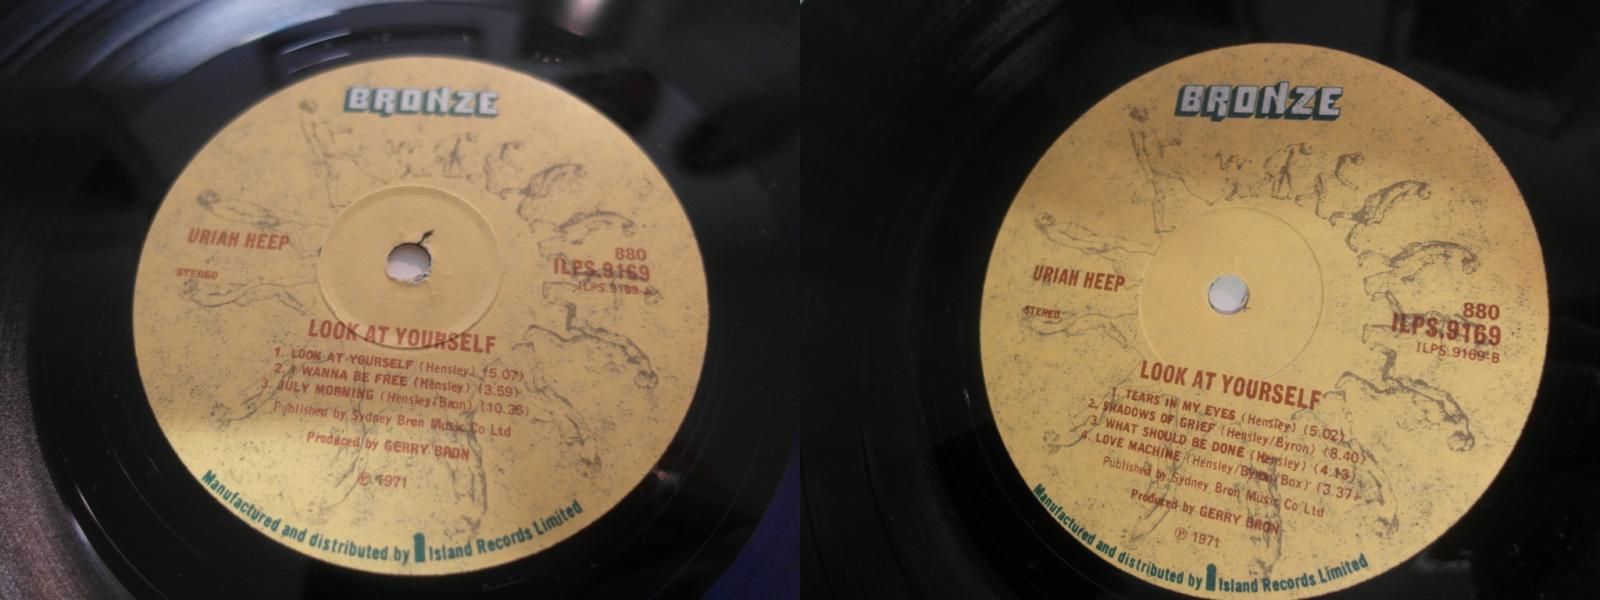 BRONZE
URIAH HEEP
STEREO
880
ILPS.9169
ILPS.9169-A
LOOK AT YOURSELF
1. LOOK AT YOURSELF (Hensley) (5.07)
2. I WANNA BE FREE (Hensley) (3.59)
3. JULY MORNING (Hensley/Bron) (10.36)
Published by Sydney Bron Music Co Ltd
Produced by GERRY BRON
℗ 1971
Manufactured and distributed by Island Records Limited
BRONZE
URIAH HEEP
STEREO
880
ILPS.9169
ILPS.9169-B
LOOK AT YOURSELF
1. TEARS IN MY EYES (Hensley) (5.02)
2. SHADOWS OF GRIEF (Hensley/Byron) (8.40)
3. WHAT SHOULD BE DONE (Hensley) (4.13)
4. LOVE MACHINE (Hensley/Byron/Box) (3.37)
Published by Sydney Bron Music Co Ltd
Produced by GERRY BRON
℗ 1971
Manufactured and distributed by Island Records Limited